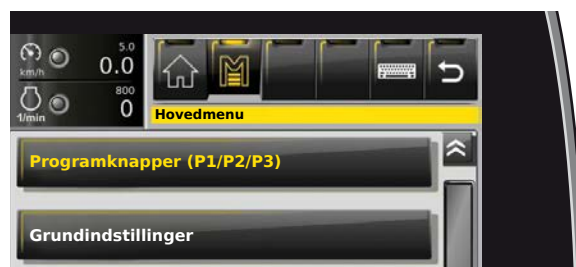 5.0
km/h 0.0
800
1/min 0
Hovedmenu
Programknapper (P1/P2/P3)
Grundindstillinger